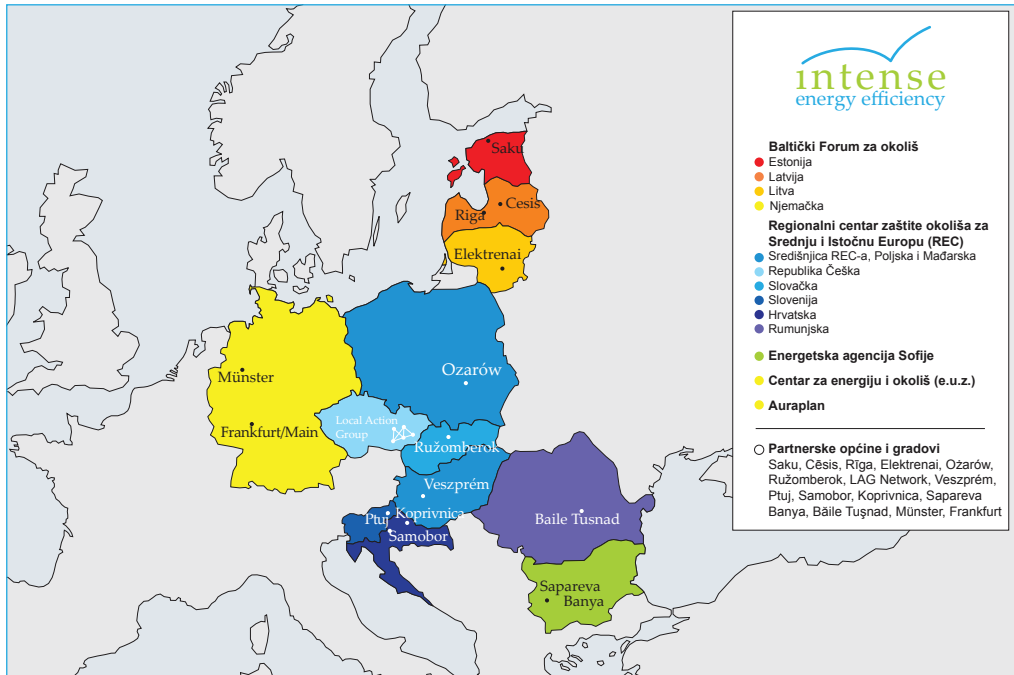 Saku
Cesis
Riga
Elektrenai
Münster
Ozarów
Frankfurt/Main
Local Action
Group
Ružomberok
Veszprém
Koprivnica
Ptuj
Samobor
Baile Tusnad
Sapareva
Banya
intense
energy efficiency
Baltički Forum za okoliš
Estonija
Latvija
Litva
Njemačka
Regionalni centar zaštite okoliša za
Srednju i Istočnu Europu (REC)
Središnjica REC-a, Poljska i Mađarska
Republika Češka
Slovačka
Slovenija
Hrvatska
Rumunjska
Energetska agencija Sofije
Centar za energiju i okoliš (e.u.z.)
Auraplan
Partnerske općine i gradovi
Saku, Cēsis, Rīga, Elektrenai, Ożarów,
Ružomberok, LAG Network, Veszprém,
Ptuj, Samobor, Koprivnica, Sapareva
Banya, Băile Tuşnad, Münster, Frankfurt